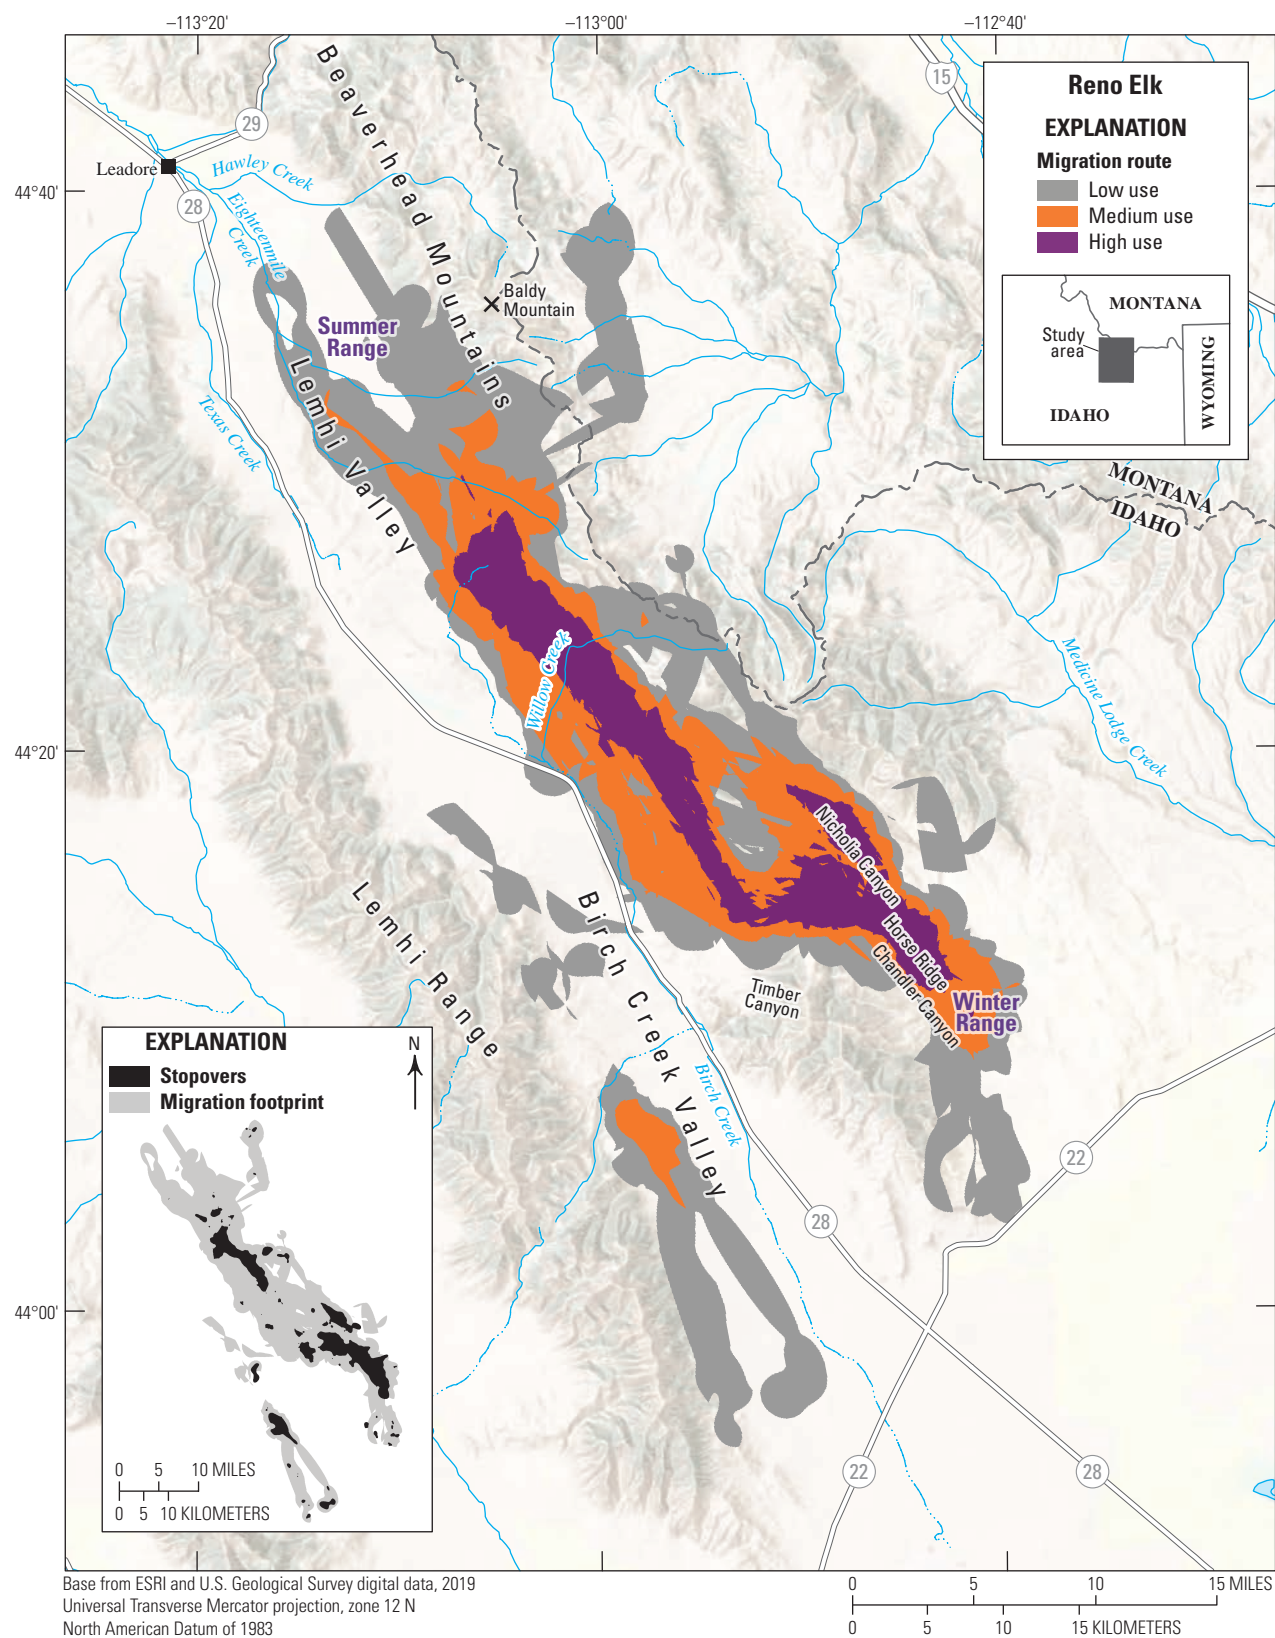 –113°20'
–113°00'
–112°40'
44°40'
44°20'
44°00'
Reno Elk
EXPLANATION
Migration route
Low use
Medium use
High use
MONTANA
Study
area
IDAHO
WYOMING
15
29
Leadore
28
Hawley Creek
Eighteenmile
Creek
Beaverhead Mountains
Baldy
Mountain
Summer
Range
Lemhi Valley
Texas Creek
MONTANA
IDAHO
Medicine Lodge Creek
Willow Creek
Nicholia Canyon
Horse Ridge
Chandler Canyon
Winter
Range
Timber
Canyon
Lemhi Range
Birch Creek Valley
Birch Creek
22
28
22
28
EXPLANATION
N
Stopovers
Migration footprint
0 5 10 MILES
0 5 10 KILOMETERS
Base from ESRI and U.S. Geological Survey digital data, 2019
Universal Transverse Mercator projection, zone 12 N
North American Datum of 1983
0 5 10 15 MILES
0 5 10 15 KILOMETERS